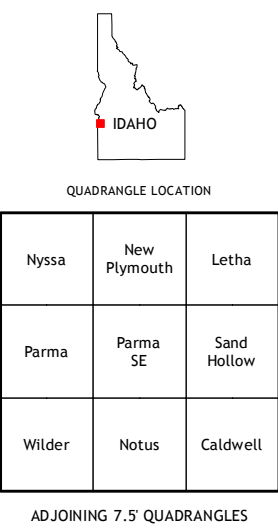 IDAHO
QUADRANGLE LOCATION
Nyssa
New
Plymouth
Letha
Parma
Parma
SE
Sand
Hollow
Wilder
Notus
Caldwell
ADJOINING 7.5' QUADRANGLES